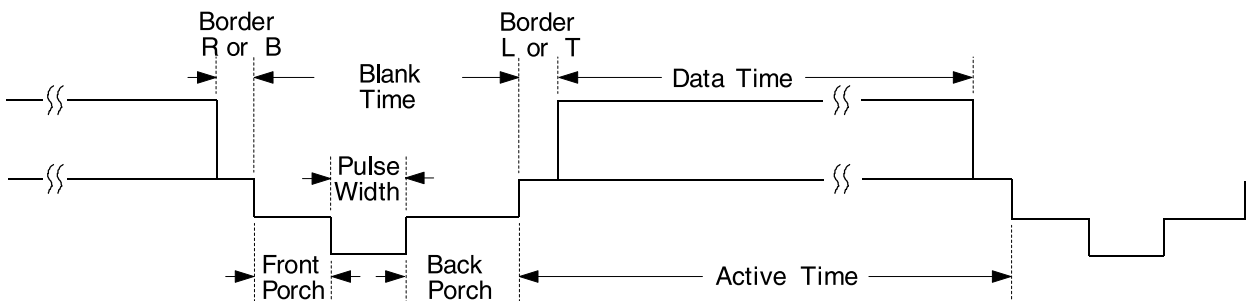 Border
R or B
Border
L or T
Blank
Time
Data Time
Pulse
Width
Front
Porch
Back
Porch
Active Time